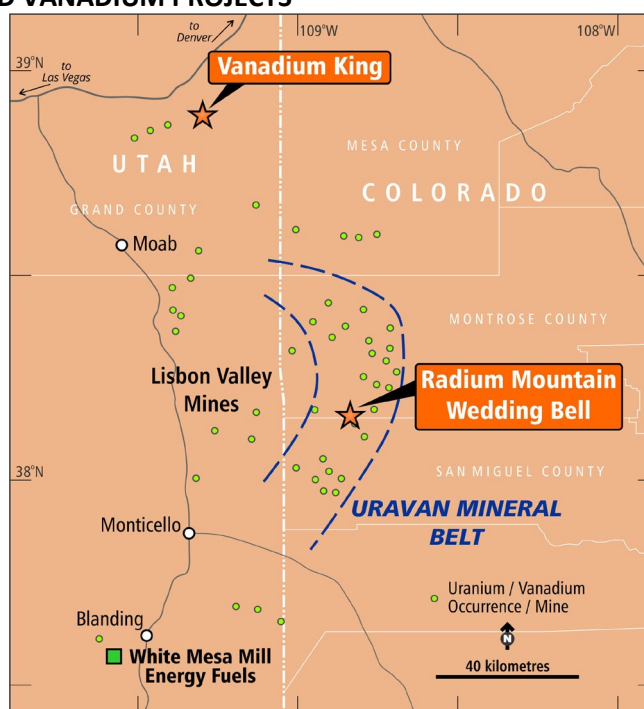 D VANADIUM PROJECTS
to
Denver
109°W
108°W
39°N
to
Las Vegas
Vanadium King
MESA COUNTY
UTAH
COLORADO
GRAND COUNTY
Moab
MONTROSE COUNTY
Lisbon Valley
Mines
Radium Mountain
Wedding Bell
38°N
SAN MIGUEL COUNTY
URAVAN MINERAL
BELT
Monticello
Uranium / Vanadium
Occurrence / Mine
Blanding
N
White Mesa Mill
Energy Fuels
40 kilometres